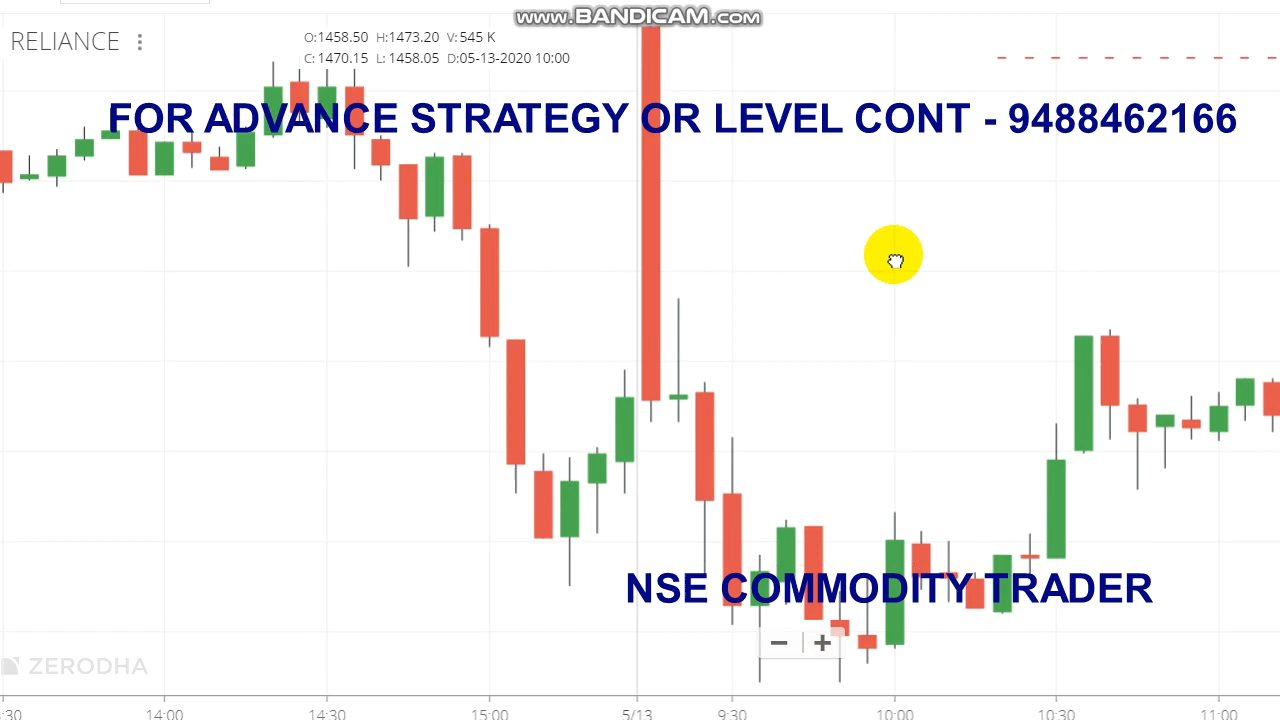 www.BANDICAM.com
RELIANCE
O:1458.50 H:1473.20 V:545 K
C:1470.15 L:1458.05 D:05-13-2020 10:00
FOR ADVANCE STRATEGY OR LEVEL CONT - 9488462166
NSE COMMODITY TRADER
ZERODHA
:30 14:00 14:30 15:00 5/13 9:30 10:00 10:30 11:00